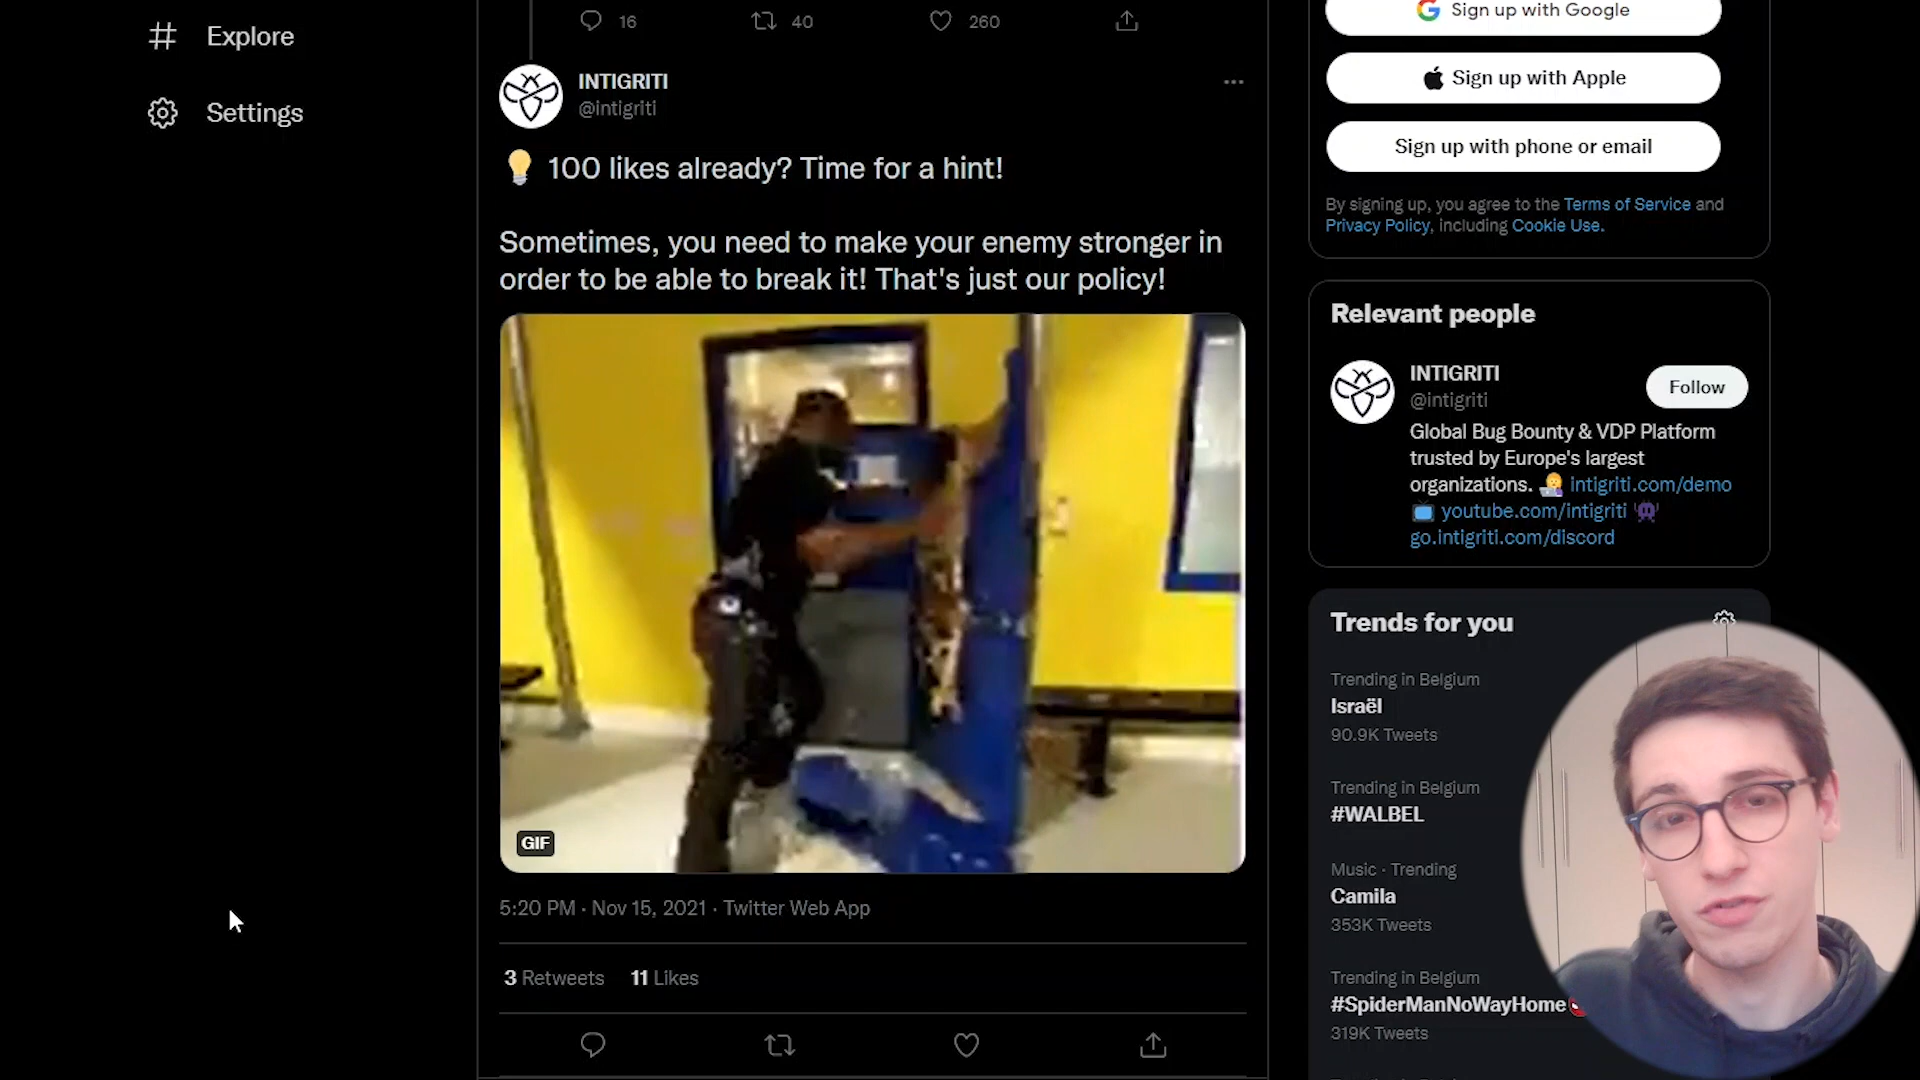 Explore
Settings
16
40
260
INTIGRITI
@intigriti
100 likes already? Time for a hint!
Sometimes, you need to make your enemy stronger in
order to be able to break it! That's just our policy!
GIF
5:20 PM · Nov 15, 2021 · Twitter Web App
3 Retweets 11 Likes
Sign up with Google
Sign up with Apple
Sign up with phone or email
By signing up, you agree to the Terms of Service and
Privacy Policy, including Cookie Use.
Relevant people
INTIGRITI
@intigriti
Follow
Global Bug Bounty & VDP Platform
trusted by Europe's largest
organizations. intigriti.com/demo
youtube.com/intigriti
go.intigriti.com/discord
Trends for you
Trending in Belgium
Israël
90.9K Tweets
Trending in Belgium
#WALBEL
Music · Trending
Camila
353K Tweets
Trending in Belgium
#SpiderManNoWayHome
319K Tweets